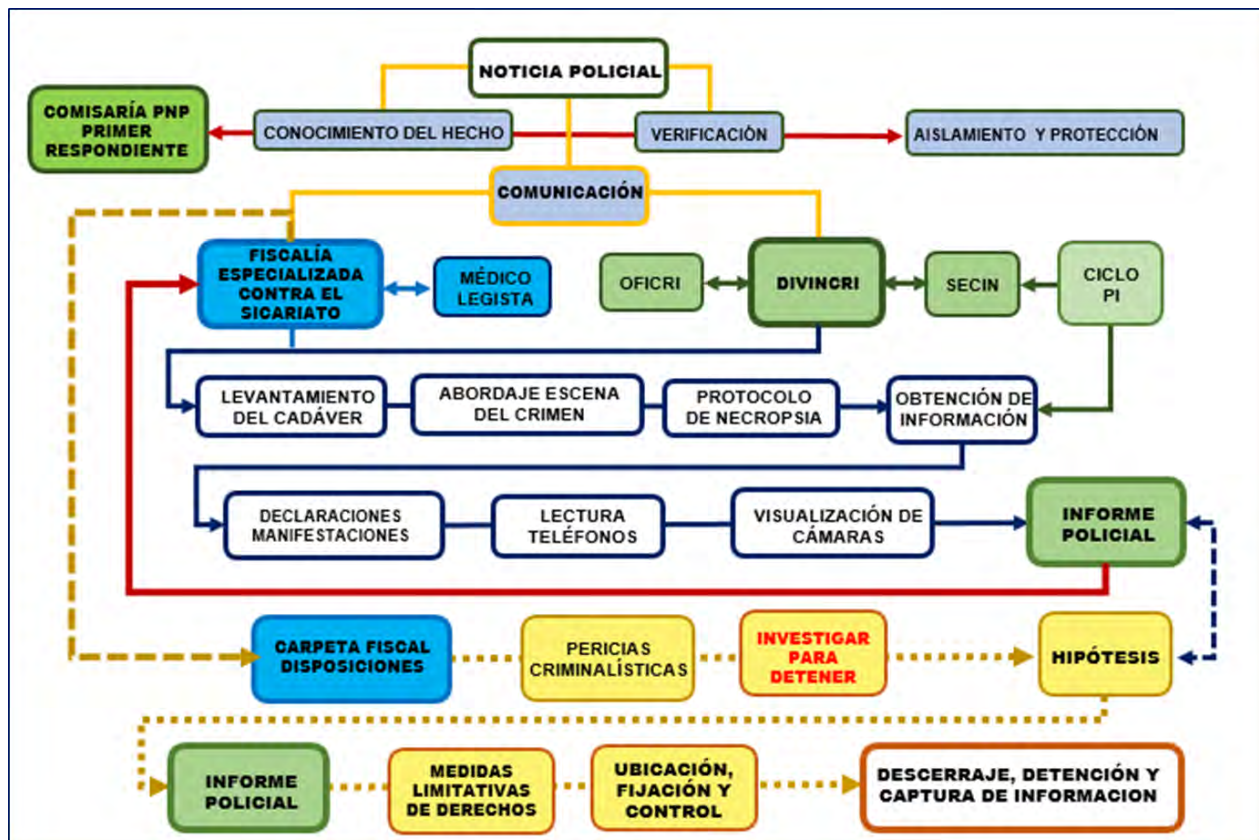 NOTICIA POLICIAL
COMISARÍA PNP
PRIMER
RESPONDIENTE
CONOCIMIENTO DEL HECHO
VERIFICACIÓN
AISLAMIENTO Y PROTECCIÓN
COMUNICACIÓN
FISCALÍA
ESPECIALIZADA
CONTRA EL
SICARIATO
MÉDICO
LEGISTA
OFICRI
DIVINCRI
SECIN
CICLO
PI
LEVANTAMIENTO
DEL CADÁVER
ABORDAJE ESCENA
DEL CRIMEN
PROTOCOLO
DE NECROPSIA
OBTENCIÓN DE
INFORMACIÓN
DECLARACIONES
MANIFESTACIONES
LECTURA
TELÉFONOS
VISUALIZACIÓN DE
CÁMARAS
INFORME
POLICIAL
CARPETA FISCAL
DISPOSICIONES
PERICIAS
CRIMINALÍSTICAS
INVESTIGAR
PARA
DETENER
HIPÓTESIS
INFORME
POLICIAL
MEDIDAS
LIMITATIVAS
DE DERECHOS
UBICACIÓN,
FIJACIÓN Y
CONTROL
DESCERRAJE, DETENCIÓN Y
CAPTURA DE INFORMACION